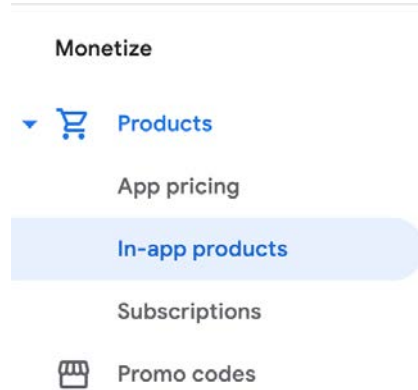 Monetize
Products
App pricing
In-app products
Subscriptions
Promo codes